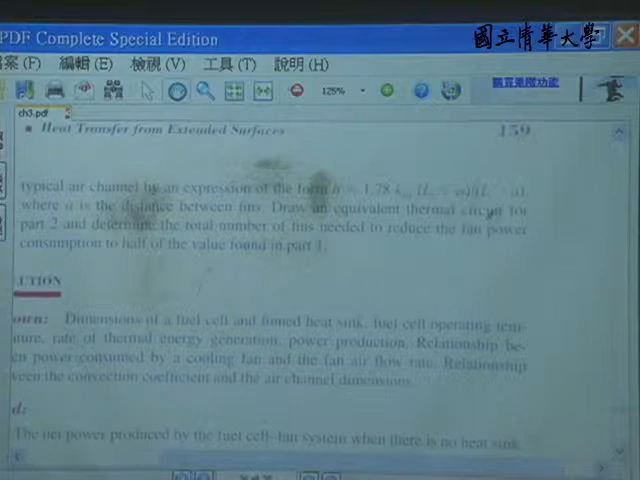 PDF Complete Special Edition
國立清華大學
檔案(F) 編輯(E) 檢視(V) 工具(T) 說明(H)
125%
ch3.pdf
Heat Transfer from Extended Surfaces 159
typical air channel by an expression of the form h = 1.78
where a is the distance between fins. Draw an equivalent thermal circuit for
part 2 and determine the total number of fins needed to reduce the fan power
consumption to half of the value found in part 1.
UTION
own: Dimensions of a fuel cell and finned heat sink, fuel cell operating tem-
ature, rate of thermal energy generation, power production. Relationship be-
en power consumed by a cooling fan and the fan air flow rate. Relationship
veen the convection coefficient and the air channel dimensions.
d:
The net power produced by the fuel cell–fan system when there is no heat sink.